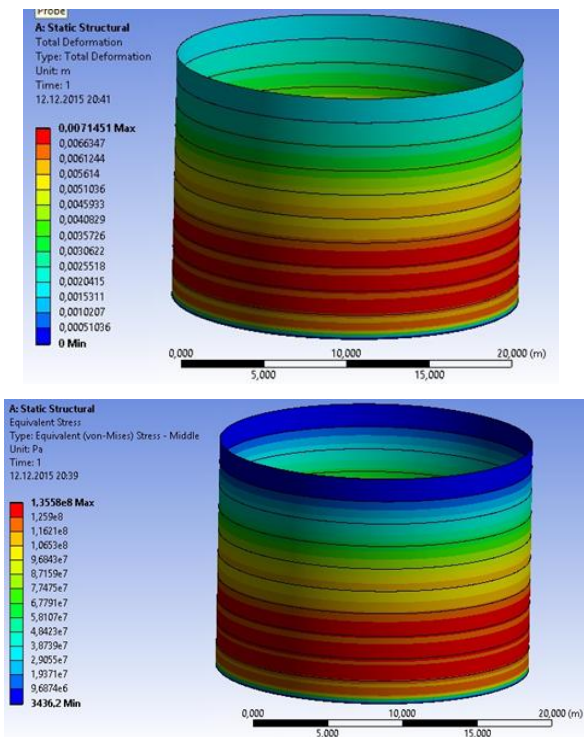 Probe
A: Static Structural
Total Deformation
Type: Total Deformation
Unit: m
Time: 1
12.12.2015 20:41
0,0071451 Max
0,0066347
0,0061244
0,005614
0,0051036
0,0045933
0,0040829
0,0035726
0,0030622
0,0025518
0,0020415
0,0015311
0,0010207
0,00051036
0 Min
0,000 10,000 20,000 (m)
5,000 15,000
A: Static Structural
Equivalent Stress
Type: Equivalent (von-Mises) Stress - Middle
Unit: Pa
Time: 1
12.12.2015 20:39
1,3558e8 Max
1,259e8
1,1621e8
1,0653e8
9,6843e7
8,7159e7
7,7475e7
6,7791e7
5,8107e7
4,8423e7
3,8739e7
2,9055e7
1,9371e7
9,6874e6
3436,2 Min
0,000 10,000 20,000 (m)
5,000 15,000